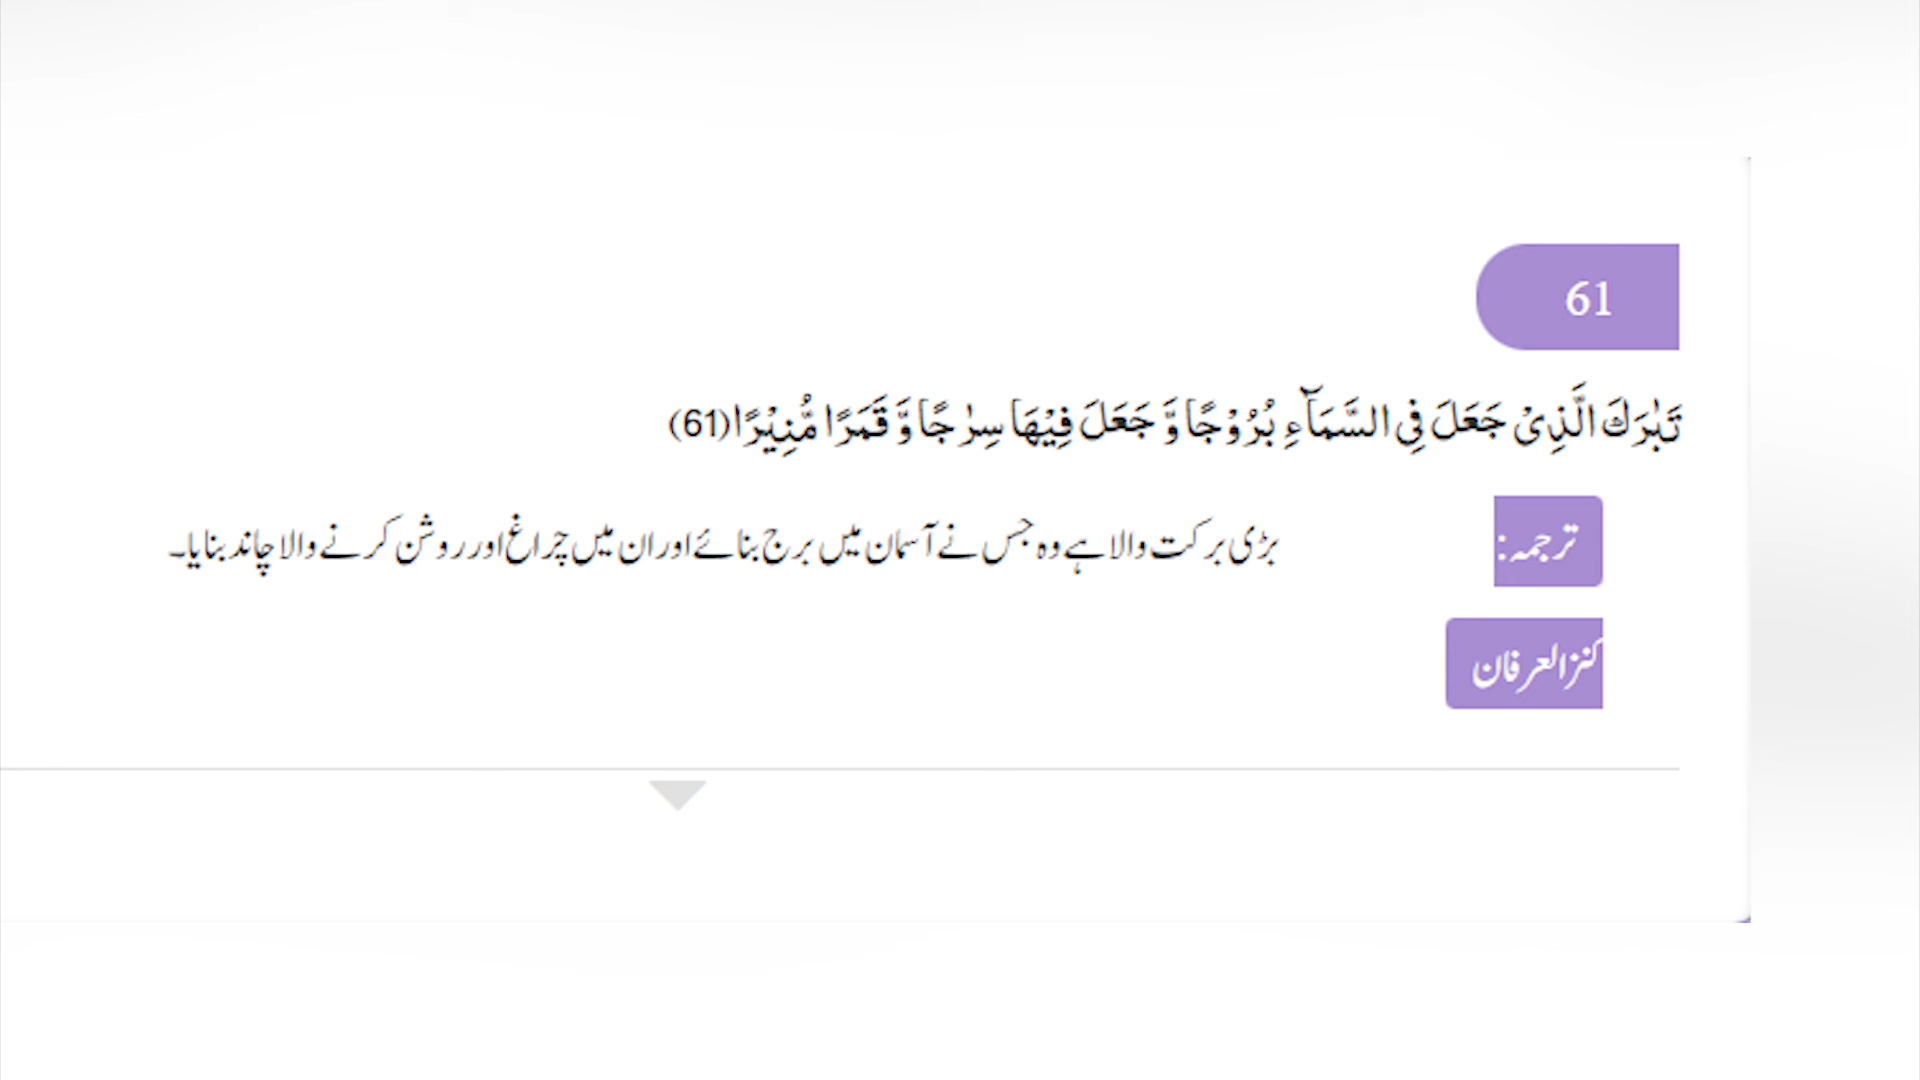 61
تَبٰرَكَ الَّذِیْ جَعَلَ فِی السَّمَآءِ بُرُوْجًا وَّ جَعَلَ فِیْهَا سِرٰجًا وَّ قَمَرًا مُّنِیْرًا(61)
ترجمہ: بڑی برکت والا ہے وہ جس نے آسمان میں برج بنائے اور ان میں چراغ اور روشن کرنے والا چاند بنایا۔
کنزالعرفان